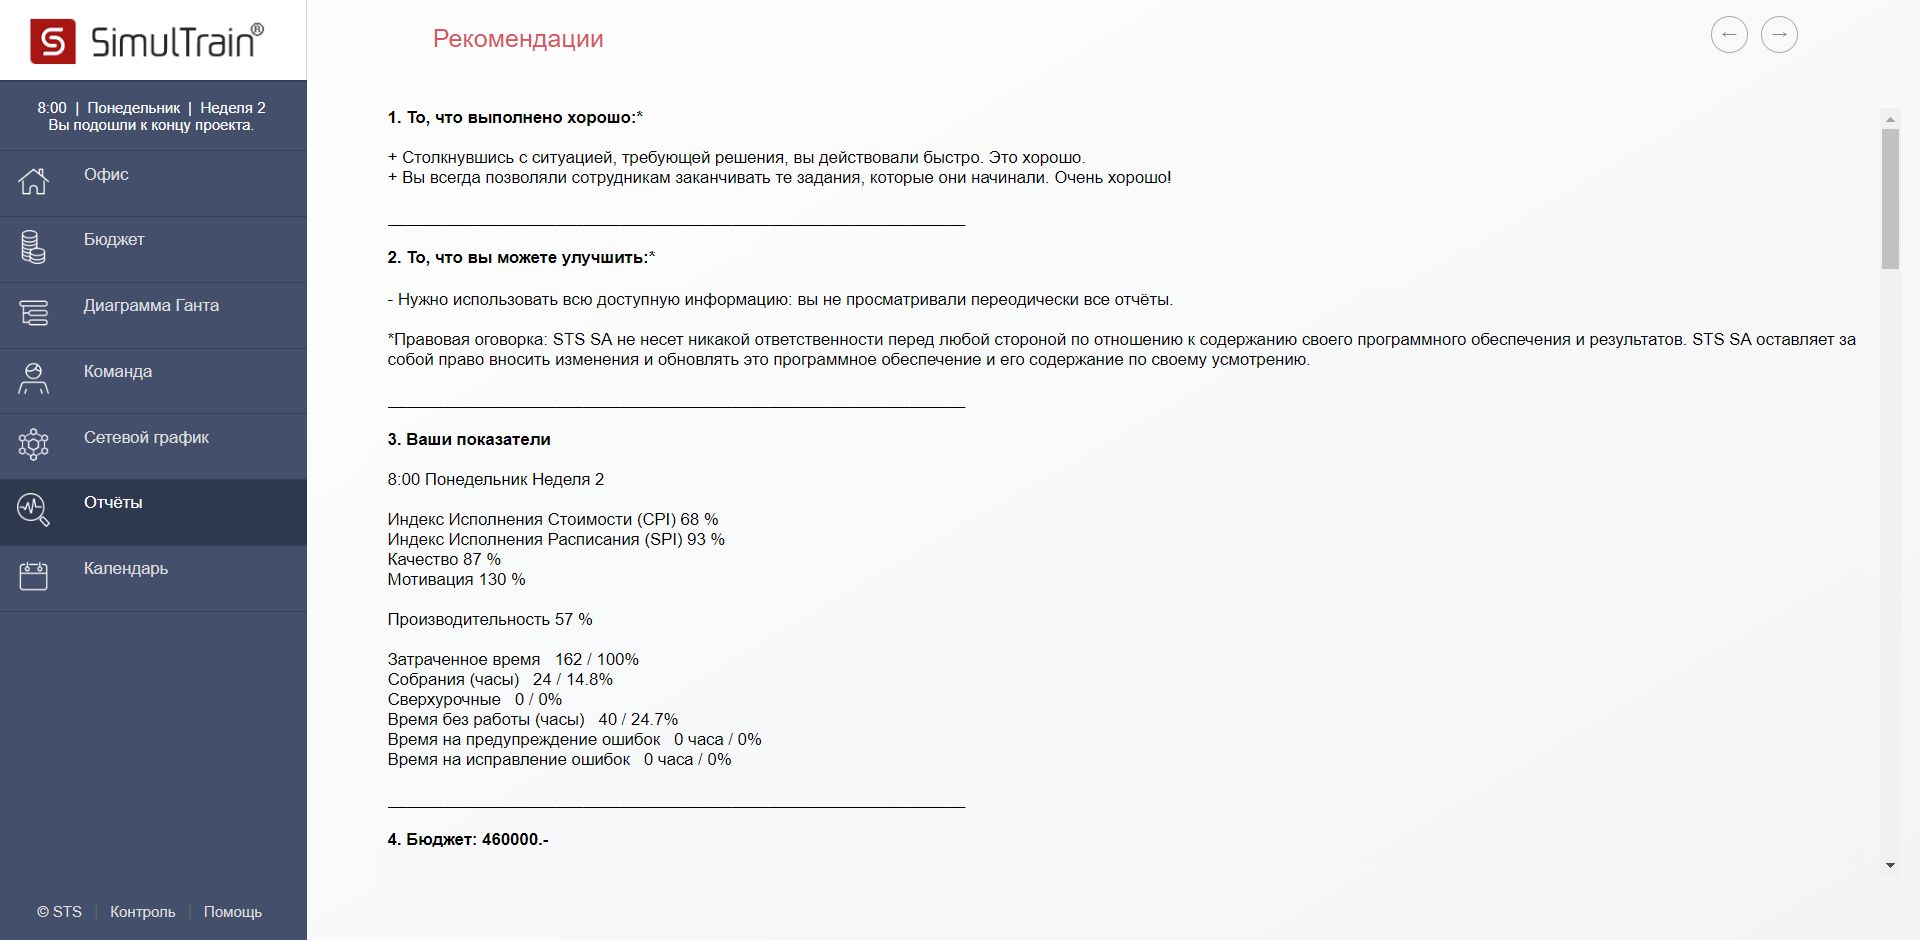 S SimulTrain®
8:00 | Понедельник | Неделя 2
Вы подошли к концу проекта.
Офис
Бюджет
Диаграмма Ганта
Команда
Сетевой график
Отчёты
Календарь
© STS | Контроль | Помощь
Рекомендации
← →
1. То, что выполнено хорошо:*
+ Столкнувшись с ситуацией, требующей решения, вы действовали быстро. Это хорошо.
+ Вы всегда позволяли сотрудникам заканчивать те задания, которые они начинали. Очень хорошо!
2. То, что вы можете улучшить:*
- Нужно использовать всю доступную информацию: вы не просматривали переодически все отчёты.
*Правовая оговорка: STS SA не несет никакой ответственности перед любой стороной по отношению к содержанию своего программного обеспечения и результатов. STS SA оставляет за
собой право вносить изменения и обновлять это программное обеспечение и его содержание по своему усмотрению.
3. Ваши показатели
8:00 Понедельник Неделя 2
Индекс Исполнения Стоимости (CPI) 68 %
Индекс Исполнения Расписания (SPI) 93 %
Качество 87 %
Мотивация 130 %
Производительность 57 %
Затраченное время 162 / 100%
Собрания (часы) 24 / 14.8%
Сверхурочные 0 / 0%
Время без работы (часы) 40 / 24.7%
Время на предупреждение ошибок 0 часа / 0%
Время на исправление ошибок 0 часа / 0%
4. Бюджет: 460000.-